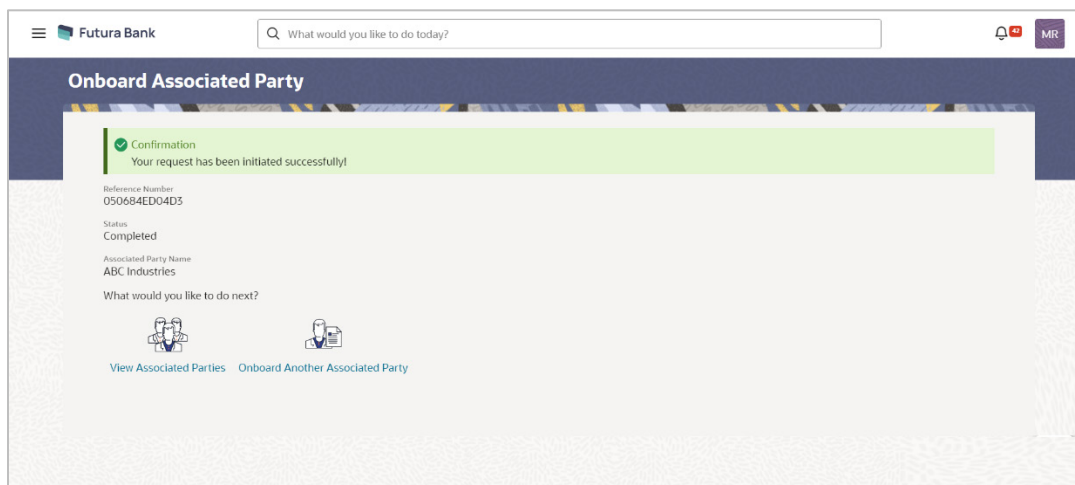 Futura Bank
What would you like to do today?
42
MR
Onboard Associated Party
Confirmation
Your request has been initiated successfully!
Reference Number
050684ED04D3
Status
Completed
Associated Party Name
ABC Industries
What would you like to do next?
View Associated Parties
Onboard Another Associated Party